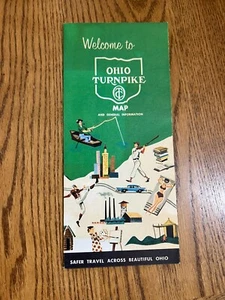 Welcome to
OHIO
TURNPIKE
MAP
AND GENERAL INFORMATION
SAFER TRAVEL ACROSS BEAUTIFUL OHIO